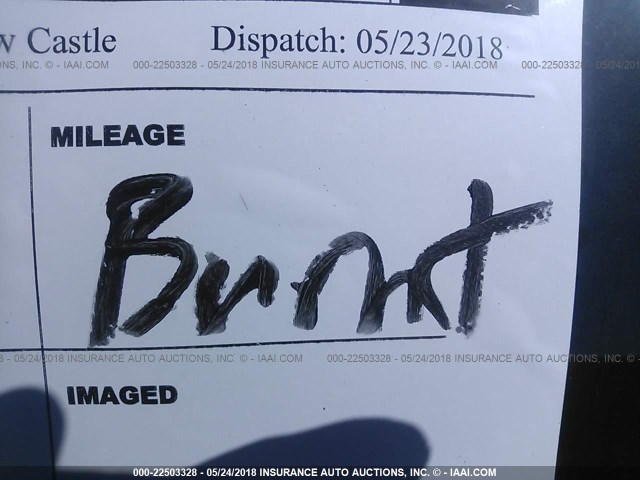 w Castle Dispatch: 05/23/2018
NS, INC. © - IAAI.COM 000-22503328 - 05/24/2018 INSURANCE AUTO AUCTIONS, INC. © - IAAI.COM 000-22503328 - 05/24/2018
MILEAGE
Burnt
8 - 05/24/2018 INSURANCE AUTO AUCTIONS, INC. © - IAAI.COM 000-22503328 - 05/24/2018 INSURANCE AUTO AUCTIONS, INC. © - IAAI.COM
IMAGED
000-22503328 - 05/24/2018 INSURANCE AUTO AUCTIONS, INC. © - IAAI.COM